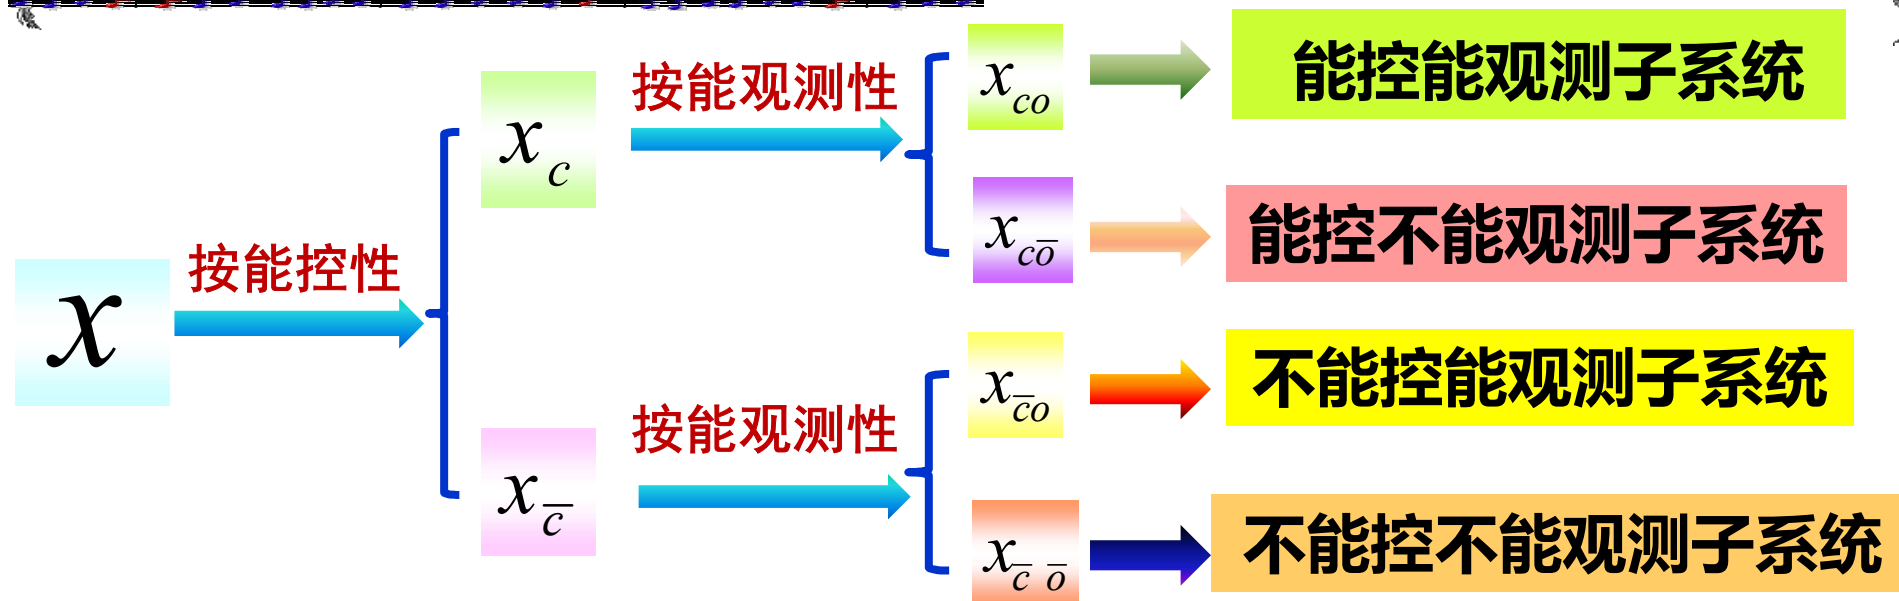 x
按能控性
x_c
按能观测性
x_{co}
能控能观测子系统
x_{c\bar{o}}
能控不能观测子系统
x_{\bar{c}}
按能观测性
x_{\bar{c}o}
不能控能观测子系统
x_{\bar{c}\bar{o}}
不能控不能观测子系统